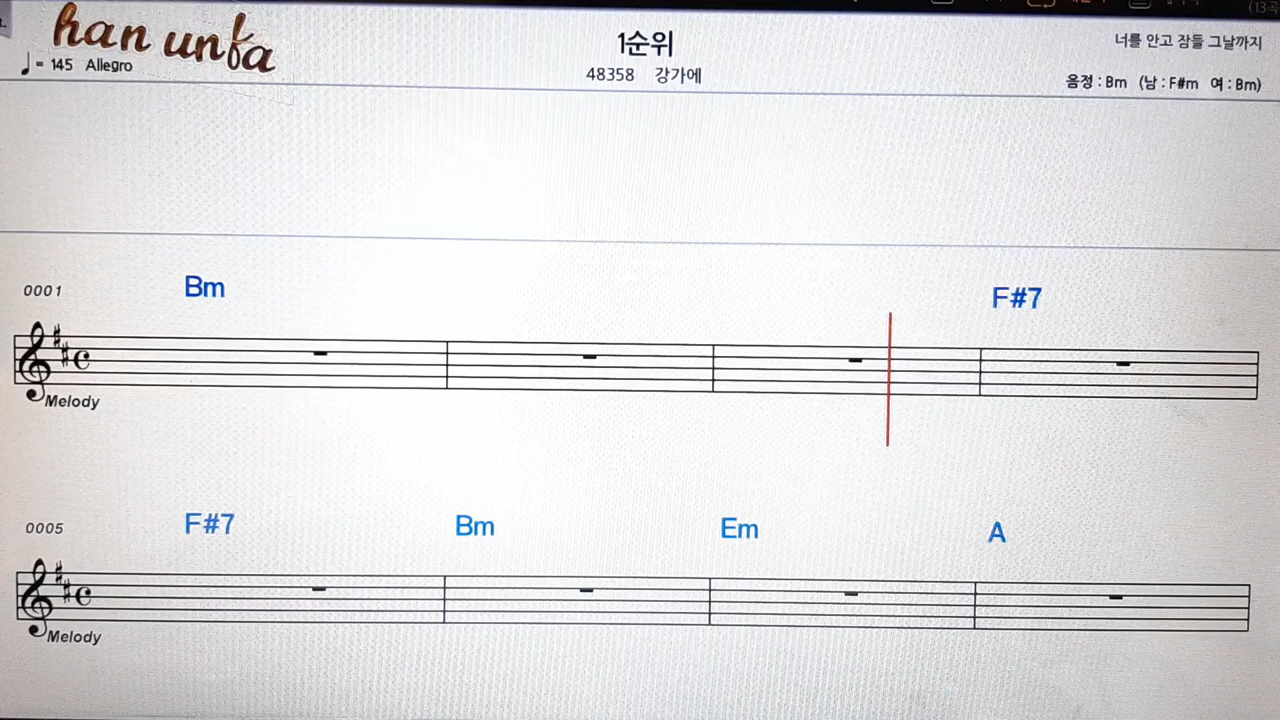 han unfa
1순위
너를 안고 잠들 그날까지
♩= 145 Allegro
48358 강가에
음정 : Bm (남 : F#m 여 : Bm)
0001 Bm F#7
Melody
0005 F#7 Bm Em A
Melody